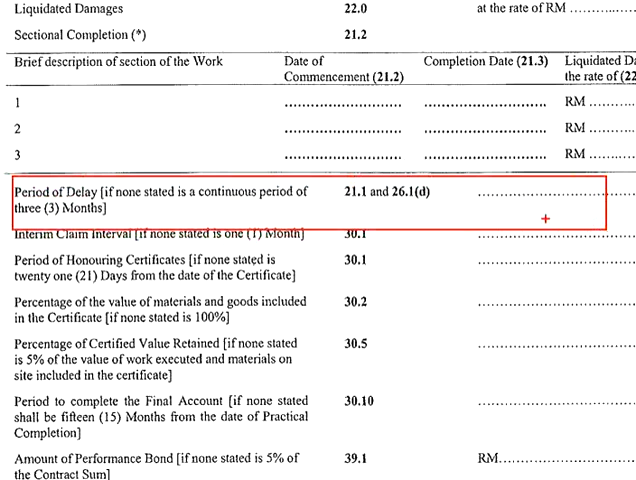 Liquidated Damages 22.0 at the rate of RM ................
Sectional Completion (*) 21.2
Brief description of section of the Work Date of Completion Date (21.3) Liquidated
Commencement (21.2) the rate of (22
1 .............................. .............................. RM ............
2 .............................. .............................. RM ............
3 .............................. .............................. RM ............
Period of Delay [if none stated is a continuous period of 21.1 and 26.1(d) ........................................
three (3) Months]
Interim Claim Interval [if none stated is one (1) Month] 30.1 ........................................
Period of Honouring Certificates [if none stated is 30.1 ........................................
twenty one (21) Days from the date of the Certificate]
Percentage of the value of materials and goods included 30.2 ........................................
in the Certificate [if none stated is 100%]
Percentage of Certified Value Retained [if none stated 30.5 ........................................
is 5% of the value of work executed and materials on
site included in the certificate]
Period to complete the Final Account [if none stated 30.10 ........................................
shall be fifteen (15) Months from the date of Practical
Completion]
Amount of Performance Bond [if none stated is 5% of 39.1 RM...................................
the Contract Sum]